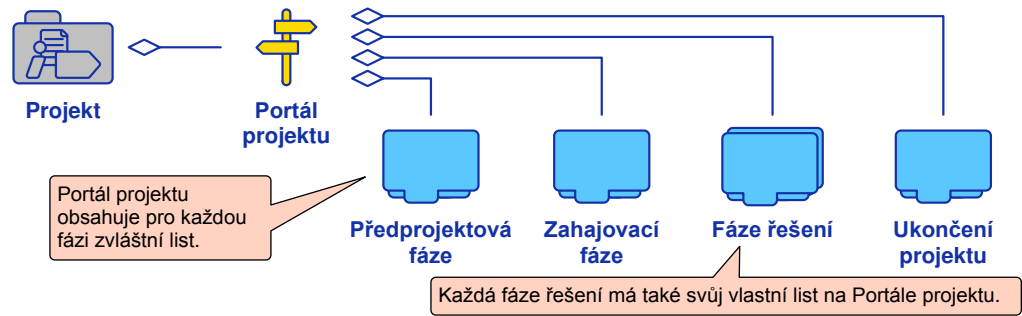 Projekt
Portál
projektu
Portál projektu
obsahuje pro každou
fázi zvláštní list.
Předprojektová
fáze
Zahajovací
fáze
Fáze řešení
Ukončení
projektu
Každá fáze řešení má také svůj vlastní list na Portále projektu.